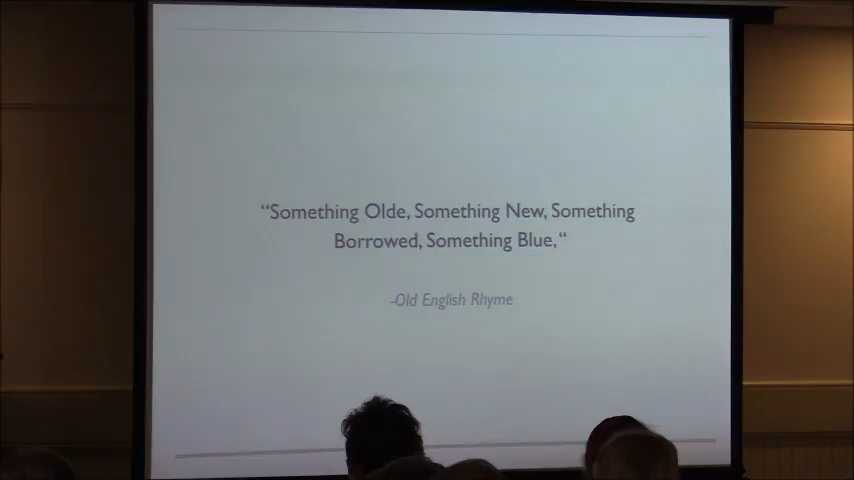 “Something Olde, Something New, Something
Borrowed, Something Blue,“
-Old English Rhyme